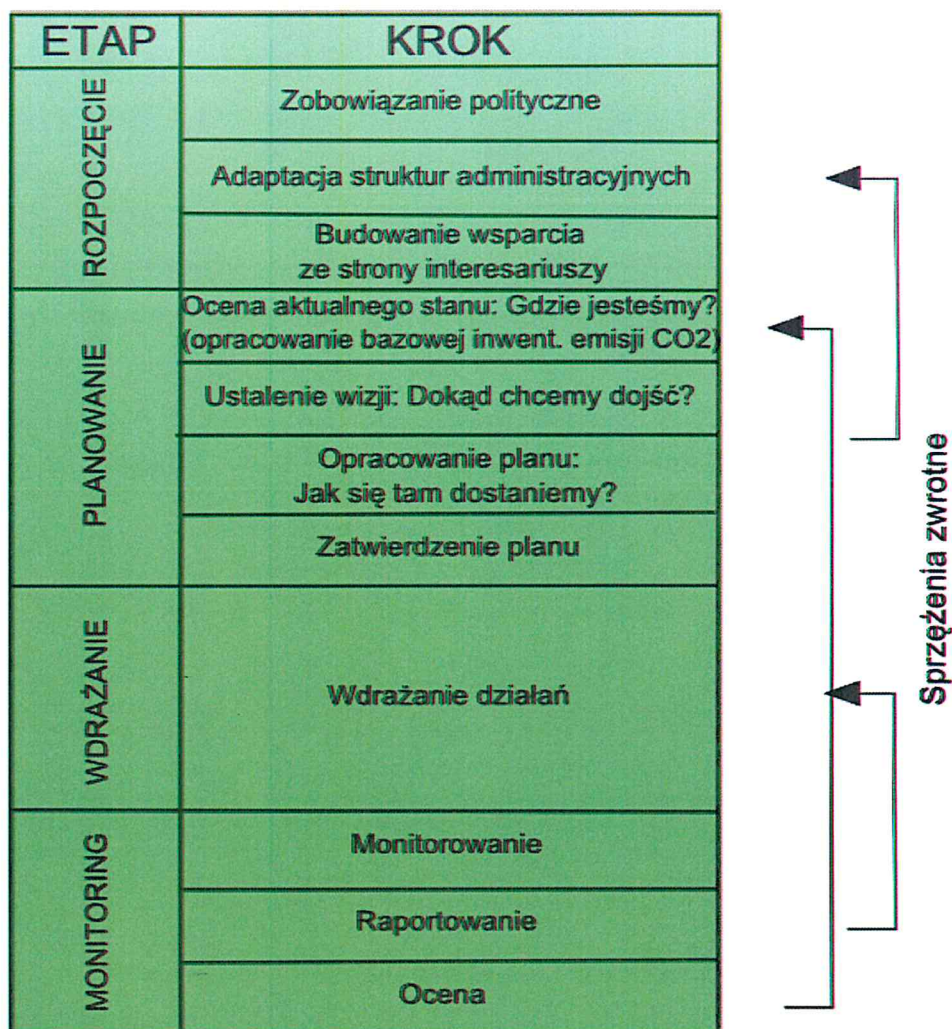 ETAP
KROK
ROZPOCZĘCIE
Zobowiązanie polityczne
Adaptacja struktur administracyjnych
Budowanie wsparcia
ze strony interesariuszy
PLANOWANIE
Ocena aktualnego stanu: Gdzie jesteśmy?
(opracowanie bazowej inwent. emisji CO2)
Ustalenie wizji: Dokąd chcemy dojść?
Opracowanie planu:
Jak się tam dostaniemy?
Zatwierdzenie planu
WDRAŻANIE
Wdrażanie działań
MONITORING
Monitorowanie
Raportowanie
Ocena
Sprzężenia zwrotne